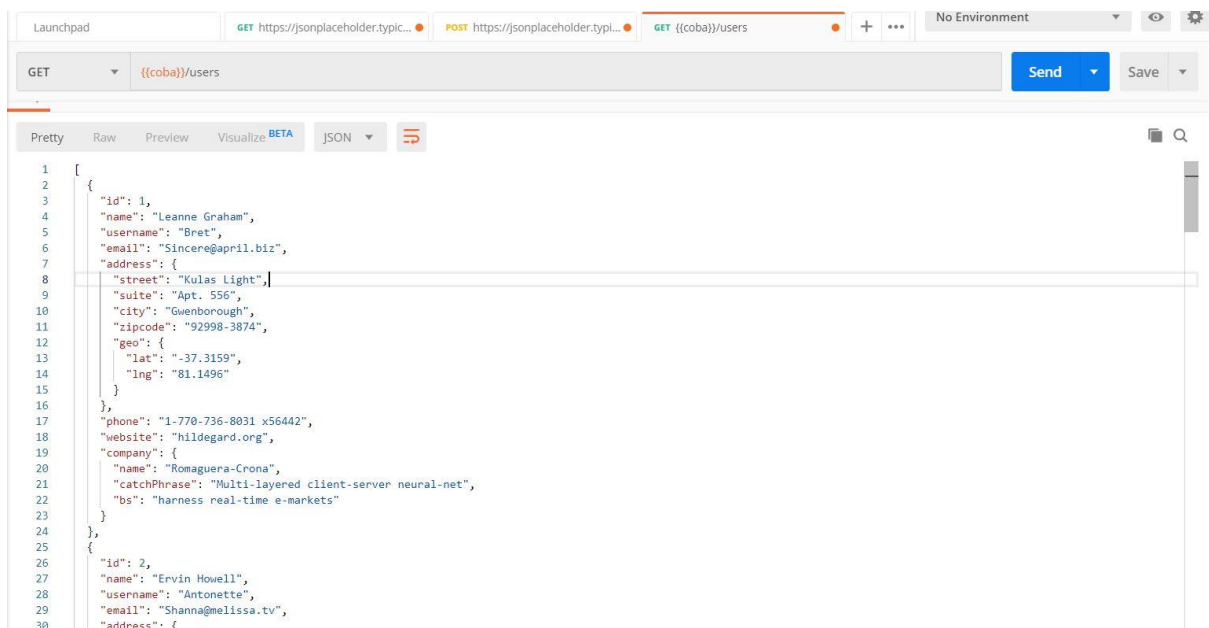 Launchpad
GET https://jsonplaceholder.typic...
POST https://jsonplaceholder.typi...
GET {{coba}}/users
+ •••
No Environment
GET
{{coba}}/users
Send
Save
Pretty
Raw
Preview
Visualize BETA
JSON
1 [
2 {
3 "id": 1,
4 "name": "Leanne Graham",
5 "username": "Bret",
6 "email": "Sincere@april.biz",
7 "address": {
8 "street": "Kulas Light",
9 "suite": "Apt. 556",
10 "city": "Gwenborough",
11 "zipcode": "92998-3874",
12 "geo": {
13 "lat": "-37.3159",
14 "lng": "81.1496"
15 }
16 },
17 "phone": "1-770-736-8031 x56442",
18 "website": "hildegard.org",
19 "company": {
20 "name": "Romaguera-Crona",
21 "catchPhrase": "Multi-layered client-server neural-net",
22 "bs": "harness real-time e-markets"
23 }
24 },
25 {
26 "id": 2,
27 "name": "Ervin Howell",
28 "username": "Antonette",
29 "email": "Shanna@melissa.tv",
30 "address": {